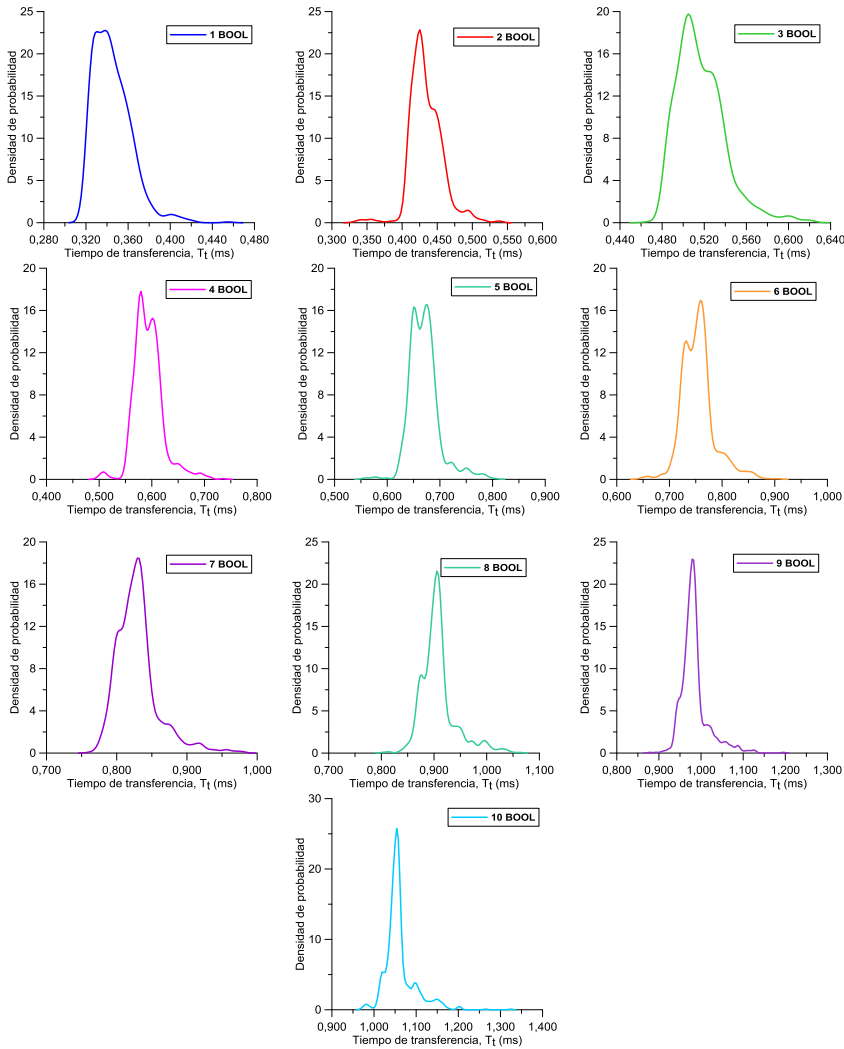 1 BOOL
Densidad de probabilidad
25
20
15
10
5
0
0,280 0,320 0,360 0,400 0,440 0,480
Tiempo de transferencia, Tt (ms)
2 BOOL
Densidad de probabilidad
25
20
15
10
5
0
0,300 0,350 0,400 0,450 0,500 0,550 0,600
Tiempo de transferencia, Tt (ms)
3 BOOL
Densidad de probabilidad
20
16
12
8
4
0
0,440 0,480 0,520 0,560 0,600 0,640
Tiempo de transferencia, Tt (ms)
4 BOOL
Densidad de probabilidad
20
16
12
8
4
0
0,400 0,500 0,600 0,700 0,800
Tiempo de transferencia, Tt (ms)
5 BOOL
Densidad de probabilidad
20
16
12
8
4
0
0,500 0,600 0,700 0,800 0,900
Tiempo de transferencia, Tt (ms)
6 BOOL
Densidad de probabilidad
20
16
12
8
4
0
0,600 0,700 0,800 0,900 1,000
Tiempo de transferencia, Tt (ms)
7 BOOL
Densidad de probabilidad
20
16
12
8
4
0
0,700 0,800 0,900 1,000
Tiempo de transferencia, Tt (ms)
8 BOOL
Densidad de probabilidad
25
20
15
10
5
0
0,700 0,800 0,900 1,000 1,100
Tiempo de transferencia, Tt (ms)
9 BOOL
Densidad de probabilidad
25
20
15
10
5
0
0,800 0,900 1,000 1,100 1,200 1,300
Tiempo de transferencia, Tt (ms)
10 BOOL
Densidad de probabilidad
30
20
10
0
0,900 1,000 1,100 1,200 1,300 1,400
Tiempo de transferencia, Tt (ms)